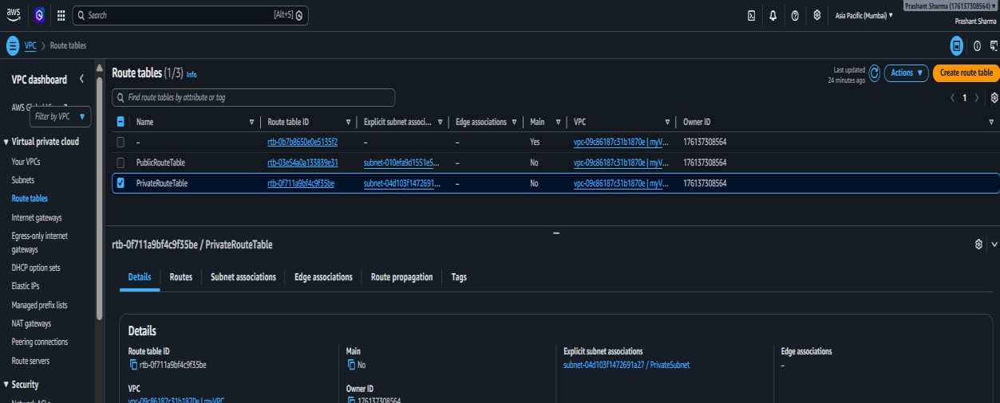 aws
Search [Alt+S]
Asia Pacific (Mumbai) ▼
Prashant Sharma (176137308564) ▼
Prashant Sharma
VPC > Route tables
VPC dashboard
AWS Global View
Filter by VPC ▼
▼ Virtual private cloud
Your VPCs
Subnets
Route tables
Internet gateways
Egress-only internet
gateways
DHCP option sets
Elastic IPs
Managed prefix lists
NAT gateways
Peering connections
Route servers
▼ Security
Network ACLs
Route tables (1/3) Info
Last updated
24 minutes ago
Actions ▼
Create route table
Find route tables by attribute or tag
< 1 >
Name Route table ID Explicit subnet associ... Edge associations Main VPC Owner ID
– rtb-0b7b8650e0e5135f2 – – Yes vpc-09c86187c31b1870e | myV... 176137308564
PublicRouteTable rtb-03e54a0a133839e31 subnet-010efa9d1551e5... – No vpc-09c86187c31b1870e | myV... 176137308564
PrivateRouteTable rtb-0f711a9bf4c9f35be subnet-04d103f1472691... – No vpc-09c86187c31b1870e | myV... 176137308564
rtb-0f711a9bf4c9f35be / PrivateRouteTable
Details Routes Subnet associations Edge associations Route propagation Tags
Details
Route table ID
rtb-0f711a9bf4c9f35be
Main
No
Explicit subnet associations
subnet-04d103f1472691a27 / PrivateSubnet
Edge associations
–
VPC
vpc-09c86187c31b1870e | myVPC
Owner ID
176137308564